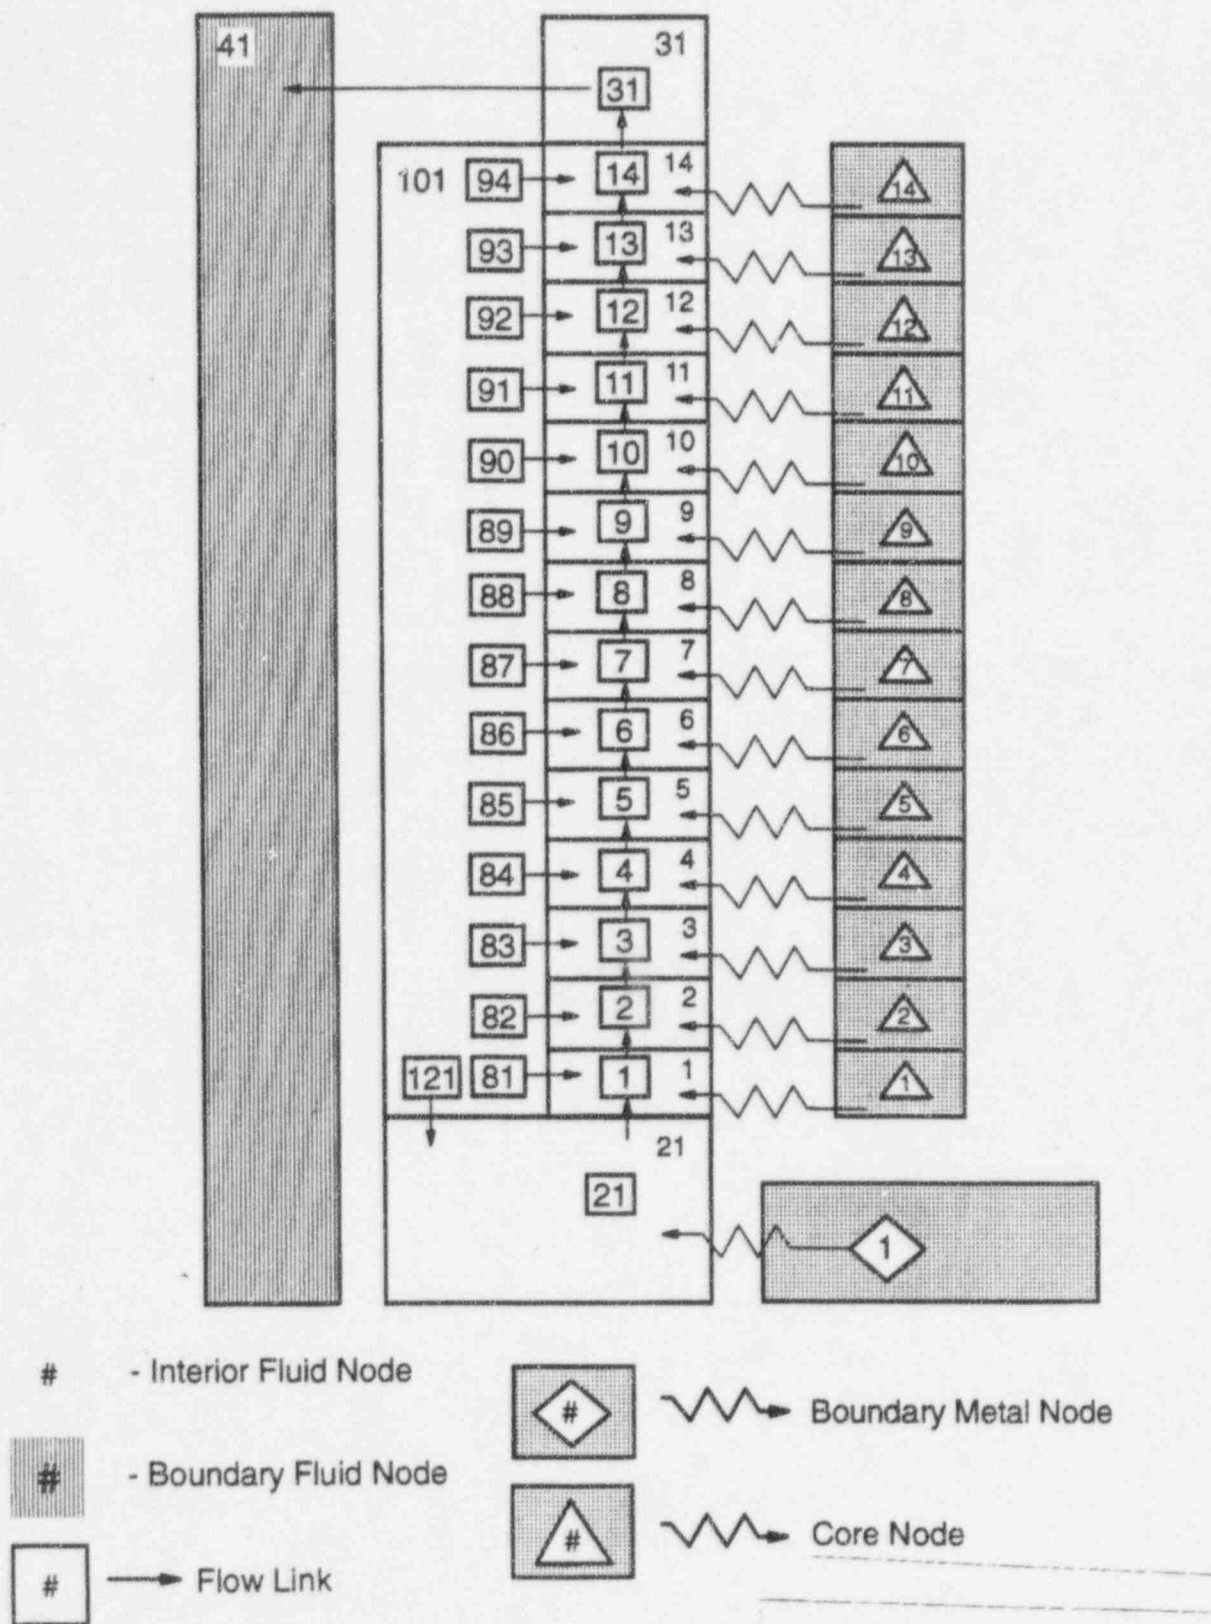 41
31
31
101 94 14 14 14
93 13 13 13
92 12 12 12
91 11 11 11
90 10 10 10
89 9 9 9
88 8 8 8
87 7 7 7
86 6 6 6
85 5 5 5
84 4 4 4
83 3 3 3
82 2 2 2
121 81 1 1 1
21
21
1
# - Interior Fluid Node
# - Boundary Fluid Node
# Flow Link
# Boundary Metal Node
# Core Node